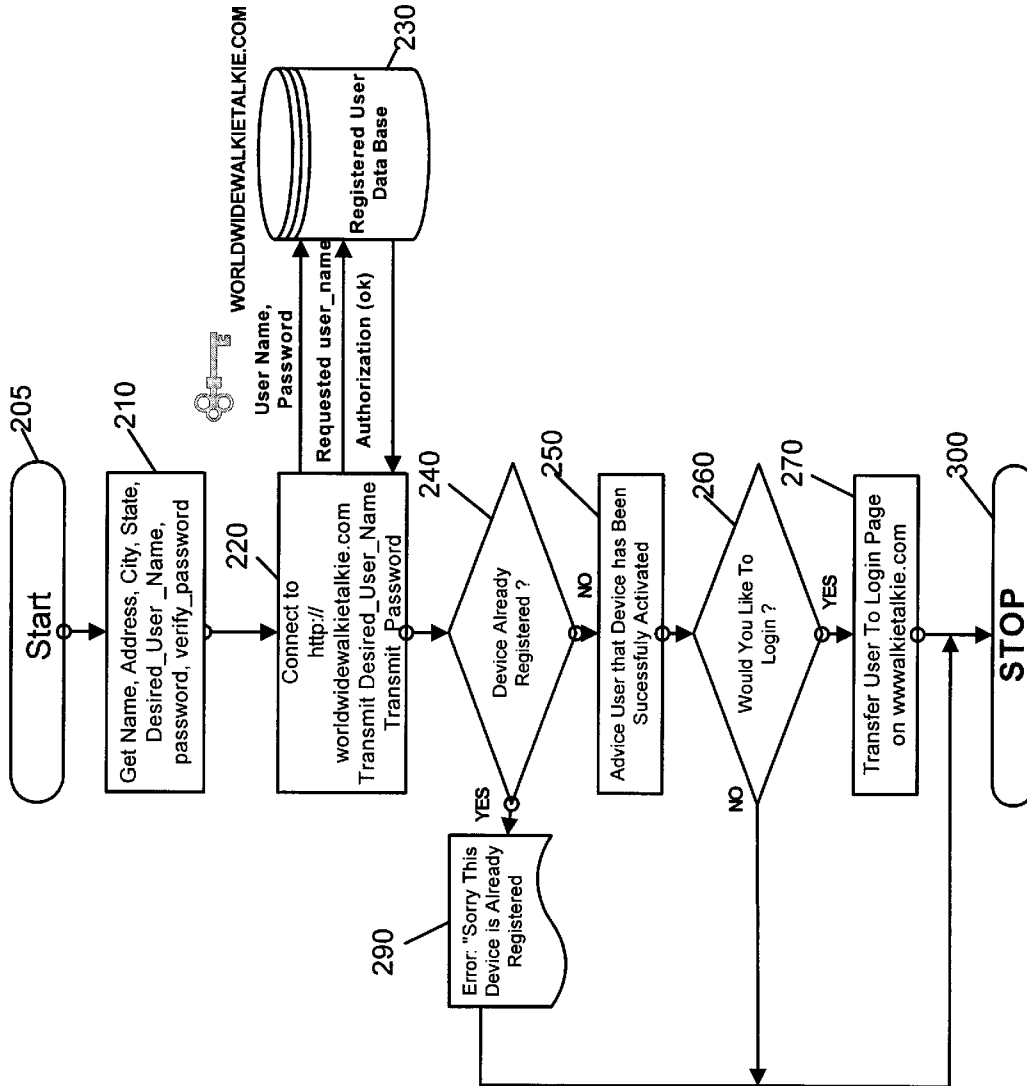 Start
205
Get Name, Address, City, State,
Desired_User _Name,
password, verify_password
210
Connect to
http://
worldwidewalkietalkie.com
Transmit Desired_User_Name
Transmit Password
220
User Name,
Password
Requested user_name
Authorization (ok)
WORLDWIDEWALKIETALKIE.COM
Registered User
Data Base
230
Device Already
Registered ?
240
YES
NO
Error: "Sorry This
Device is Already
Registered
290
Advice User that Device has Been
Sucessfuly Activated
250
Would You Like To
Login ?
260
NO
YES
Transfer User To Login Page
on wwwalkietalkie.com
270
STOP
300